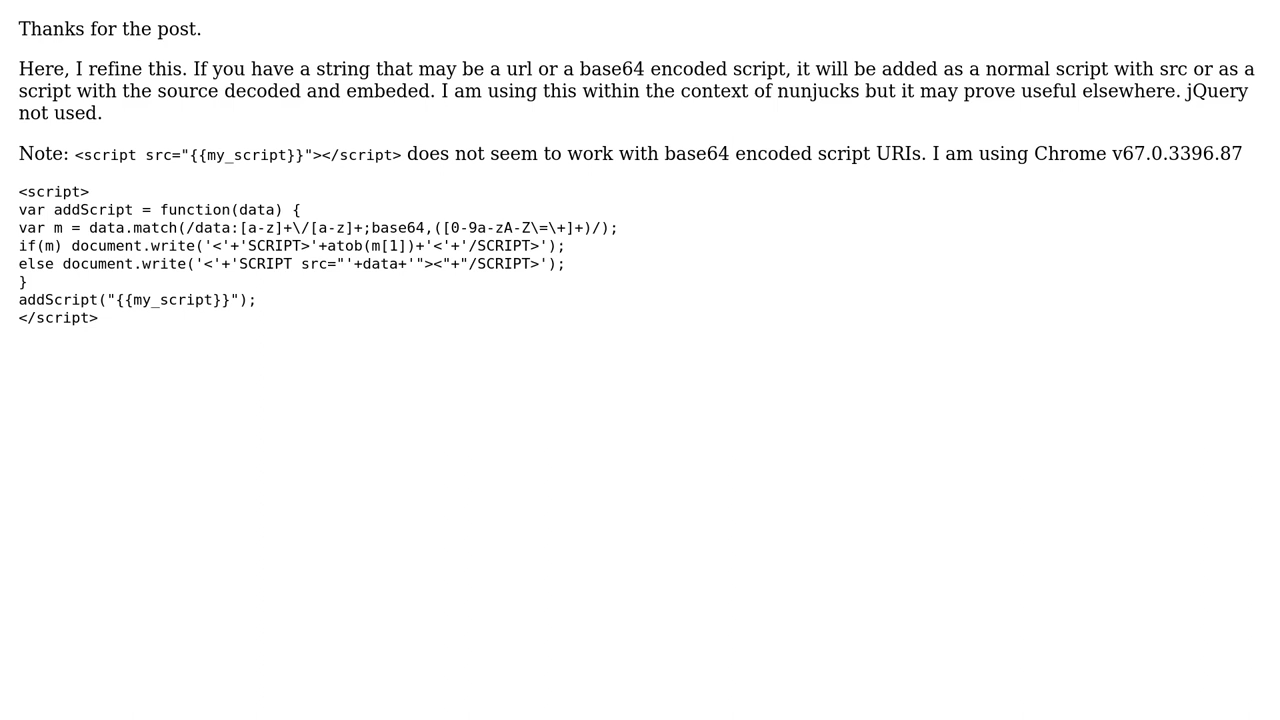 Thanks for the post.
Here, I refine this. If you have a string that may be a url or a base64 encoded script, it will be added as a normal script with src or as a
script with the source decoded and embeded. I am using this within the context of nunjucks but it may prove useful elsewhere. jQuery
not used.
Note: <script src="{{my_script}}"></script> does not seem to work with base64 encoded script URIs. I am using Chrome v67.0.3396.87
<script>
var addScript = function(data) {
var m = data.match(/data:[a-z]+\/[a-z]+;base64,([0-9a-zA-Z\=\+]+)/);
if(m) document.write('<'+'SCRIPT>'+atob(m[1])+'<'+'/SCRIPT>');
else document.write('<'+'SCRIPT src="'+data+'"><"+"/SCRIPT>');
}
addScript("{{my_script}}");
</script>